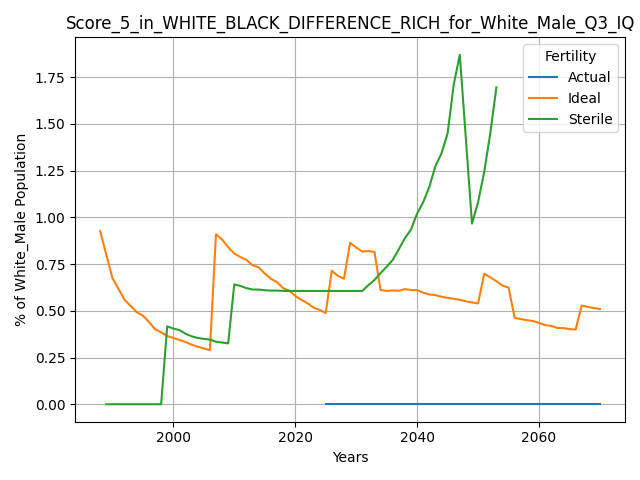 Score_5_in_WHITE_BLACK_DIFFERENCE_RICH_for_White_Male_Q3_IQ
Fertility
Actual
Ideal
Sterile
% of White_Male Population
1.75
1.50
1.25
1.00
0.75
0.50
0.25
0.00
2000 2020 2040 2060
Years